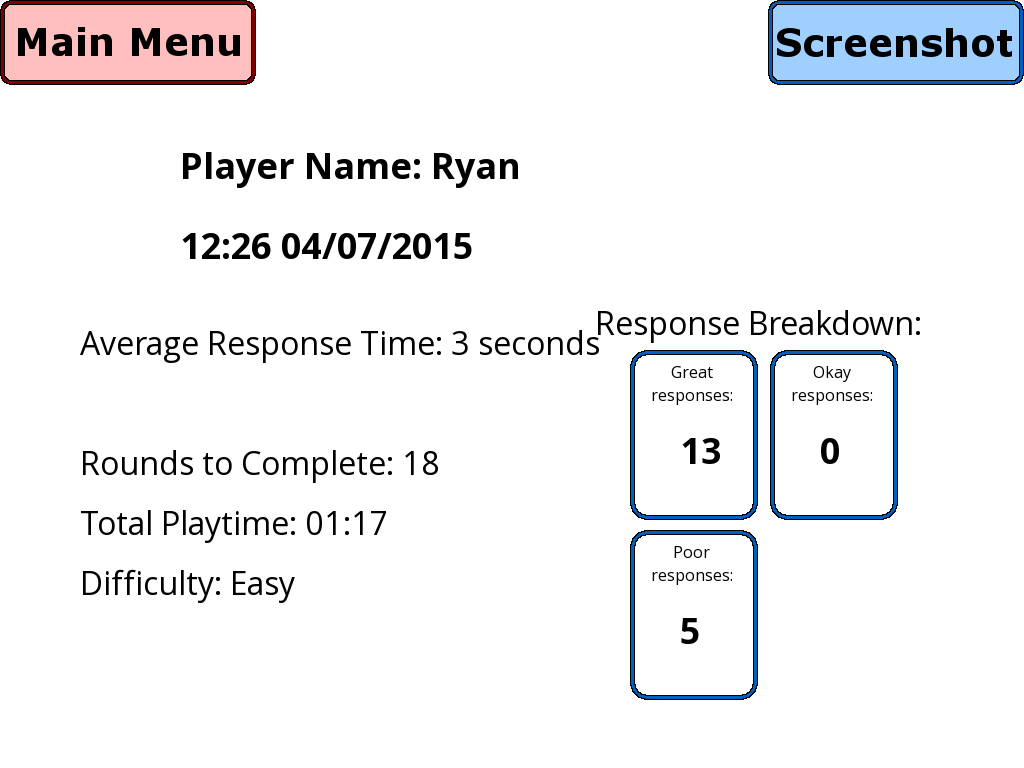 Main Menu
Screenshot
Player Name: Ryan
12:26 04/07/2015
Average Response Time: 3 seconds
Rounds to Complete: 18
Total Playtime: 01:17
Difficulty: Easy
Response Breakdown:
Great
responses:
13
Okay
responses:
0
Poor
responses:
5